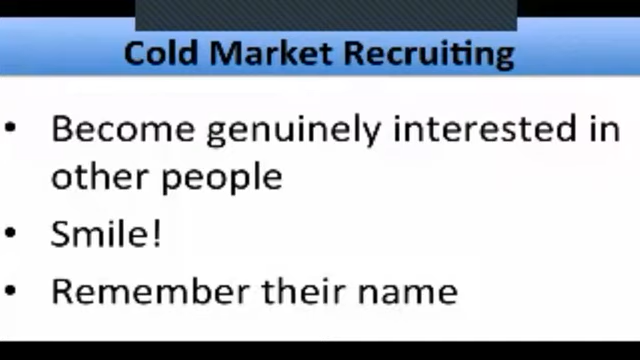 Cold Market Recruiting
• Become genuinely interested in
other people
• Smile!
• Remember their name